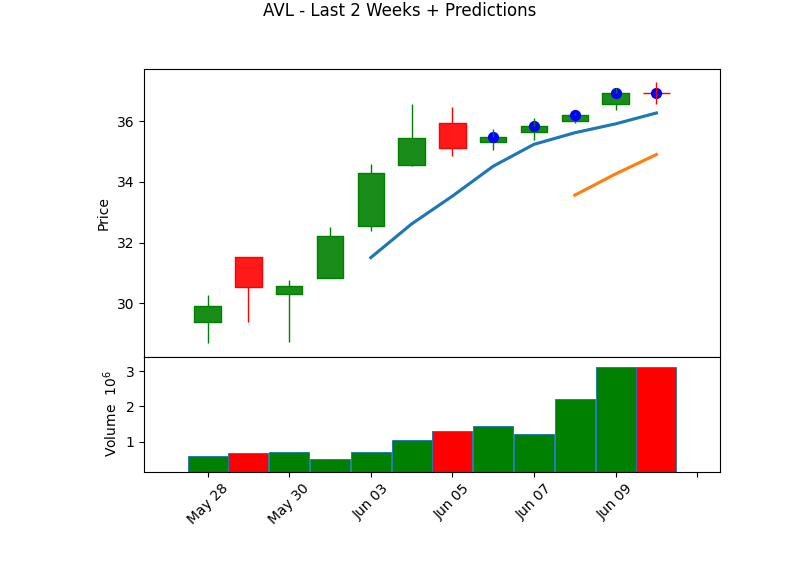 AVL - Last 2 Weeks + Predictions
Price
36
34
32
30
Volume 10^6
3
2
1
May 28
May 30
Jun 03
Jun 05
Jun 07
Jun 09